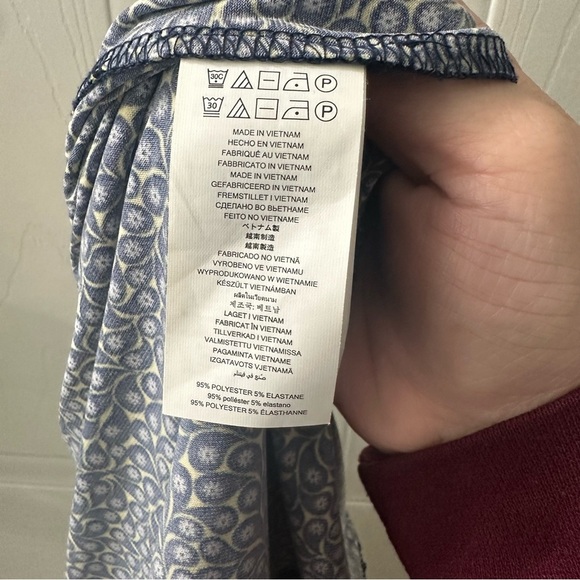 30C P
30 P
MADE IN VIETNAM
HECHO EN VIETNAM
FABRIQUÉ AU VIETNAM
FABBRICATO IN VIETNAM
MADE IN VIETNAM
GEFABRICEERD IN VIETNAM
FREMSTILLET I VIETNAM
СДЕЛАНО ВО ВЬЕТНАМЕ
FEITO NO VIETNAME
ベトナム製
越南制造
越南製造
FABRICADO NO VIETNÃ
VYROBENO VE VIETNAMU
WYPRODUKOWANO W WIETNAMIE
KÉSZÜLT VIETNÁMBAN
ผลิตในเวียดนาม
제조국: 베트남
LAGET I VIETNAM
FABRICAT ÎN VIETNAM
TILLVERKAD I VIETNAM
VALMISTETTU VIETNAMISSA
PAGAMINTA VIETNAME
IZGATAVOTS VJETNAMĀ
صنع في فيتنام
95% POLYESTER 5% ELASTANE
95% poliéster 5% elastano
95% POLYESTER 5% ÉLASTHANNE